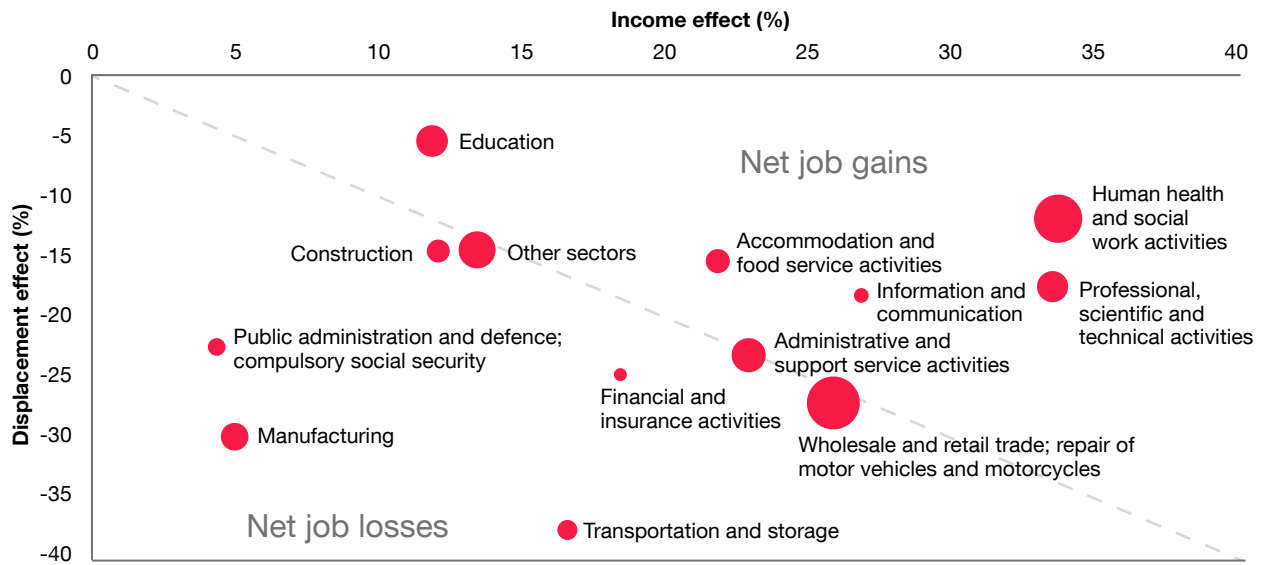 Income effect (%)
0 5 10 15 20 25 30 35 40
Displacement effect (%)
0
-5
-10
-15
-20
-25
-30
-35
-40
Education
Net job gains
Human health
and social
work activities
Construction
Other sectors
Accommodation and
food service activities
Information and
communication
Professional,
scientific and
technical activities
Public administration and defence;
compulsory social security
Administrative and
support service activities
Financial and
insurance activities
Manufacturing
Wholesale and retail trade; repair of
motor vehicles and motorcycles
Net job losses
Transportation and storage